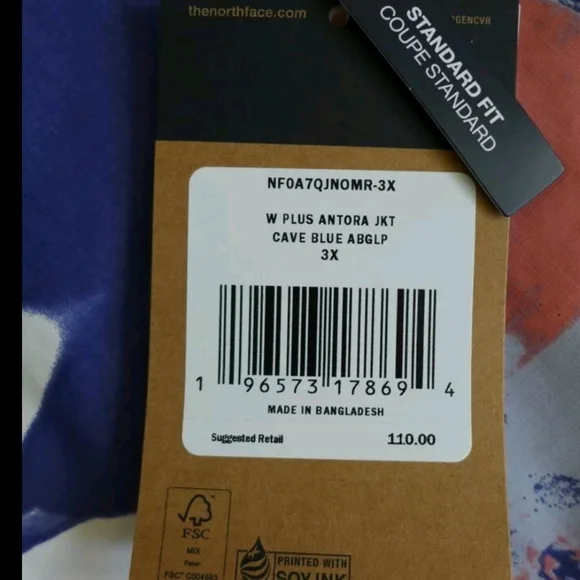 thenorthface.com
STANDARD FIT
COUPE STANDARD
NF0A7QJNOMR-3X
W PLUS ANTORA JKT
CAVE BLUE ABGLP
3X
1 96573 17869 4
MADE IN BANGLADESH
Suggested Retail 110.00
FSC
MIX
PRINTED WITH
SOY INK